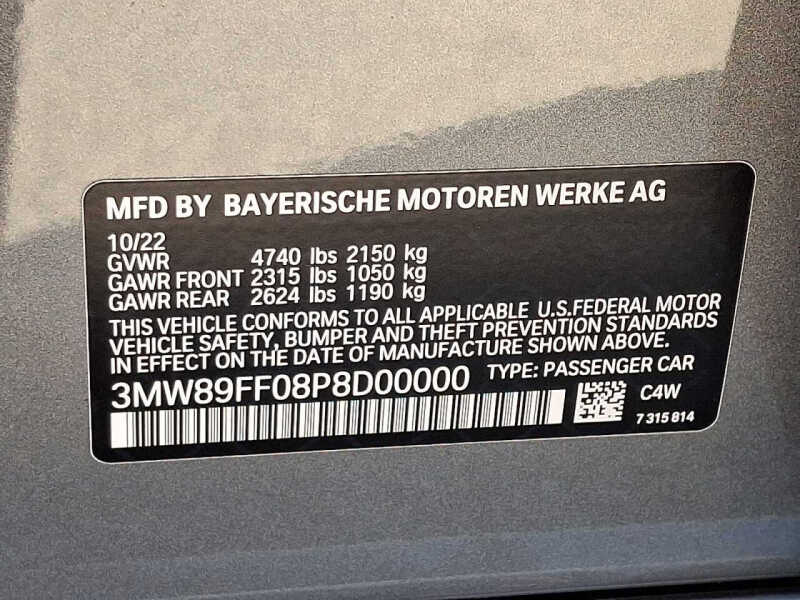 MFD BY BAYERISCHE MOTOREN WERKE AG
10/22
GVWR 4740 lbs 2150 kg
GAWR FRONT 2315 lbs 1050 kg
GAWR REAR 2624 lbs 1190 kg
THIS VEHICLE CONFORMS TO ALL APPLICABLE U.S.FEDERAL MOTOR
VEHICLE SAFETY, BUMPER AND THEFT PREVENTION STANDARDS
IN EFFECT ON THE DATE OF MANUFACTURE SHOWN ABOVE.
3MW89FF08P8D00000 TYPE: PASSENGER CAR
C4W
7 315 814